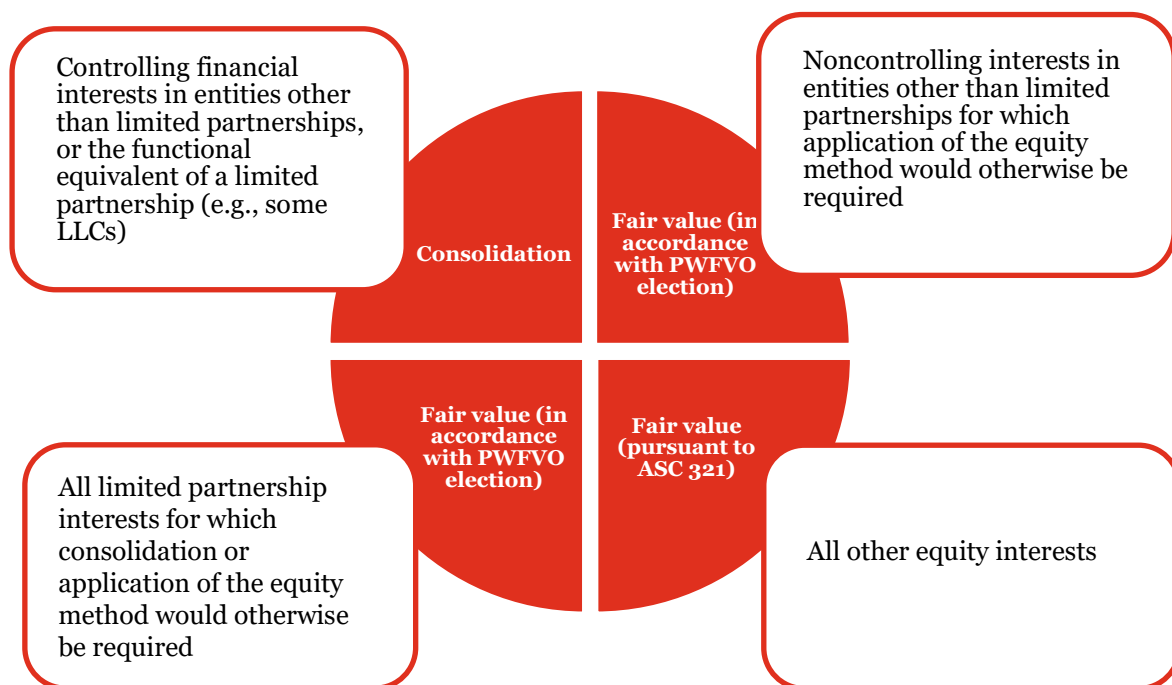 Controlling financial
interests in entities other
than limited partnerships,
or the functional
equivalent of a limited
partnership (e.g., some
LLCs)
Noncontrolling interests in
entities other than limited
partnerships for which
application of the equity
method would otherwise be
required
Consolidation
Fair value (in
accordance
with PWFVO
election)
Fair value (in
accordance
with PWFVO
election)
Fair value
(pursuant to
ASC 321)
All limited partnership
interests for which
consolidation or
application of the equity
method would otherwise
be required
All other equity interests